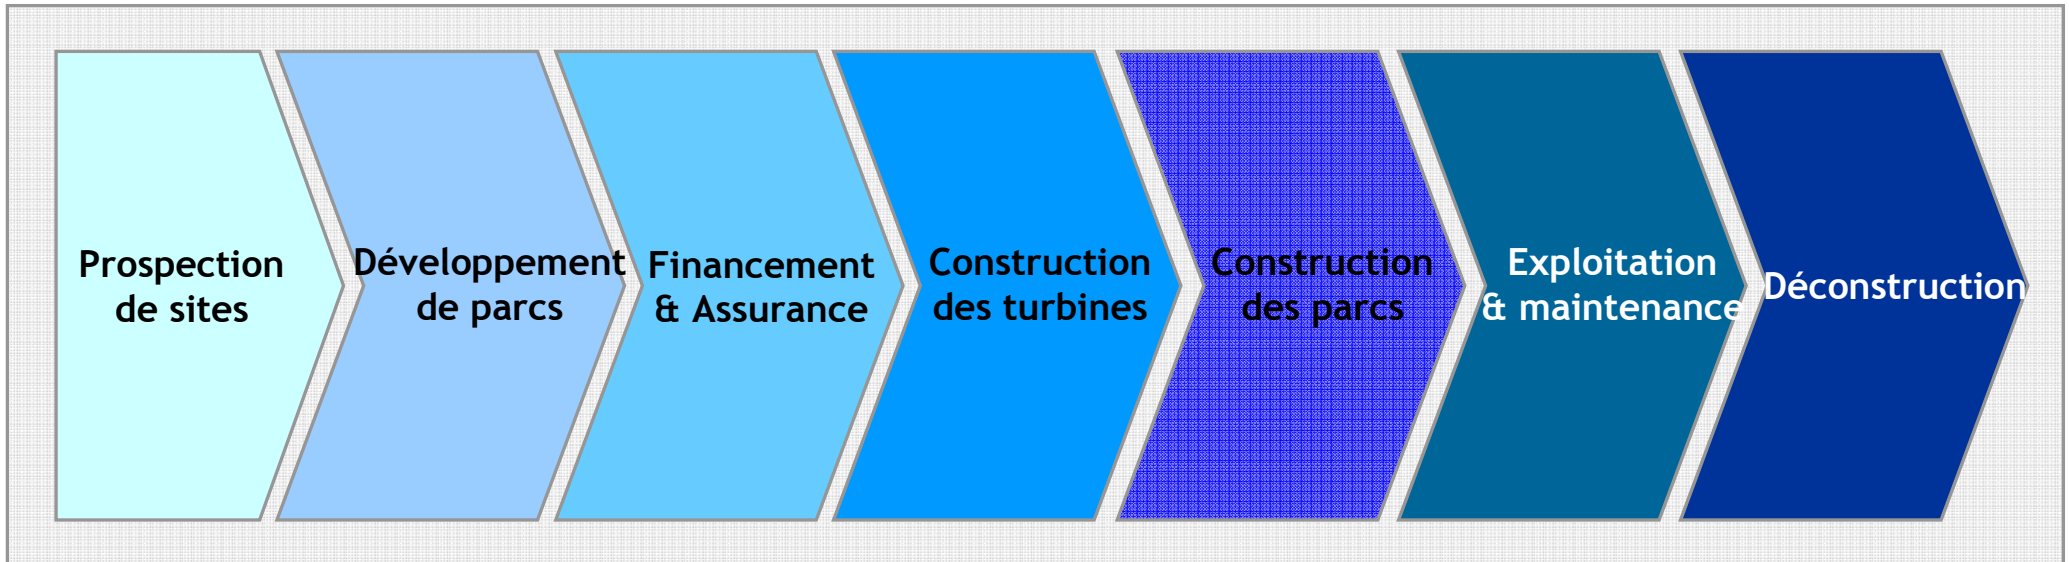 Prospection
de sites
Développement
de parcs
Financement
& Assurance
Construction
des turbines
Construction
des parcs
Exploitation
& maintenance
Déconstruction